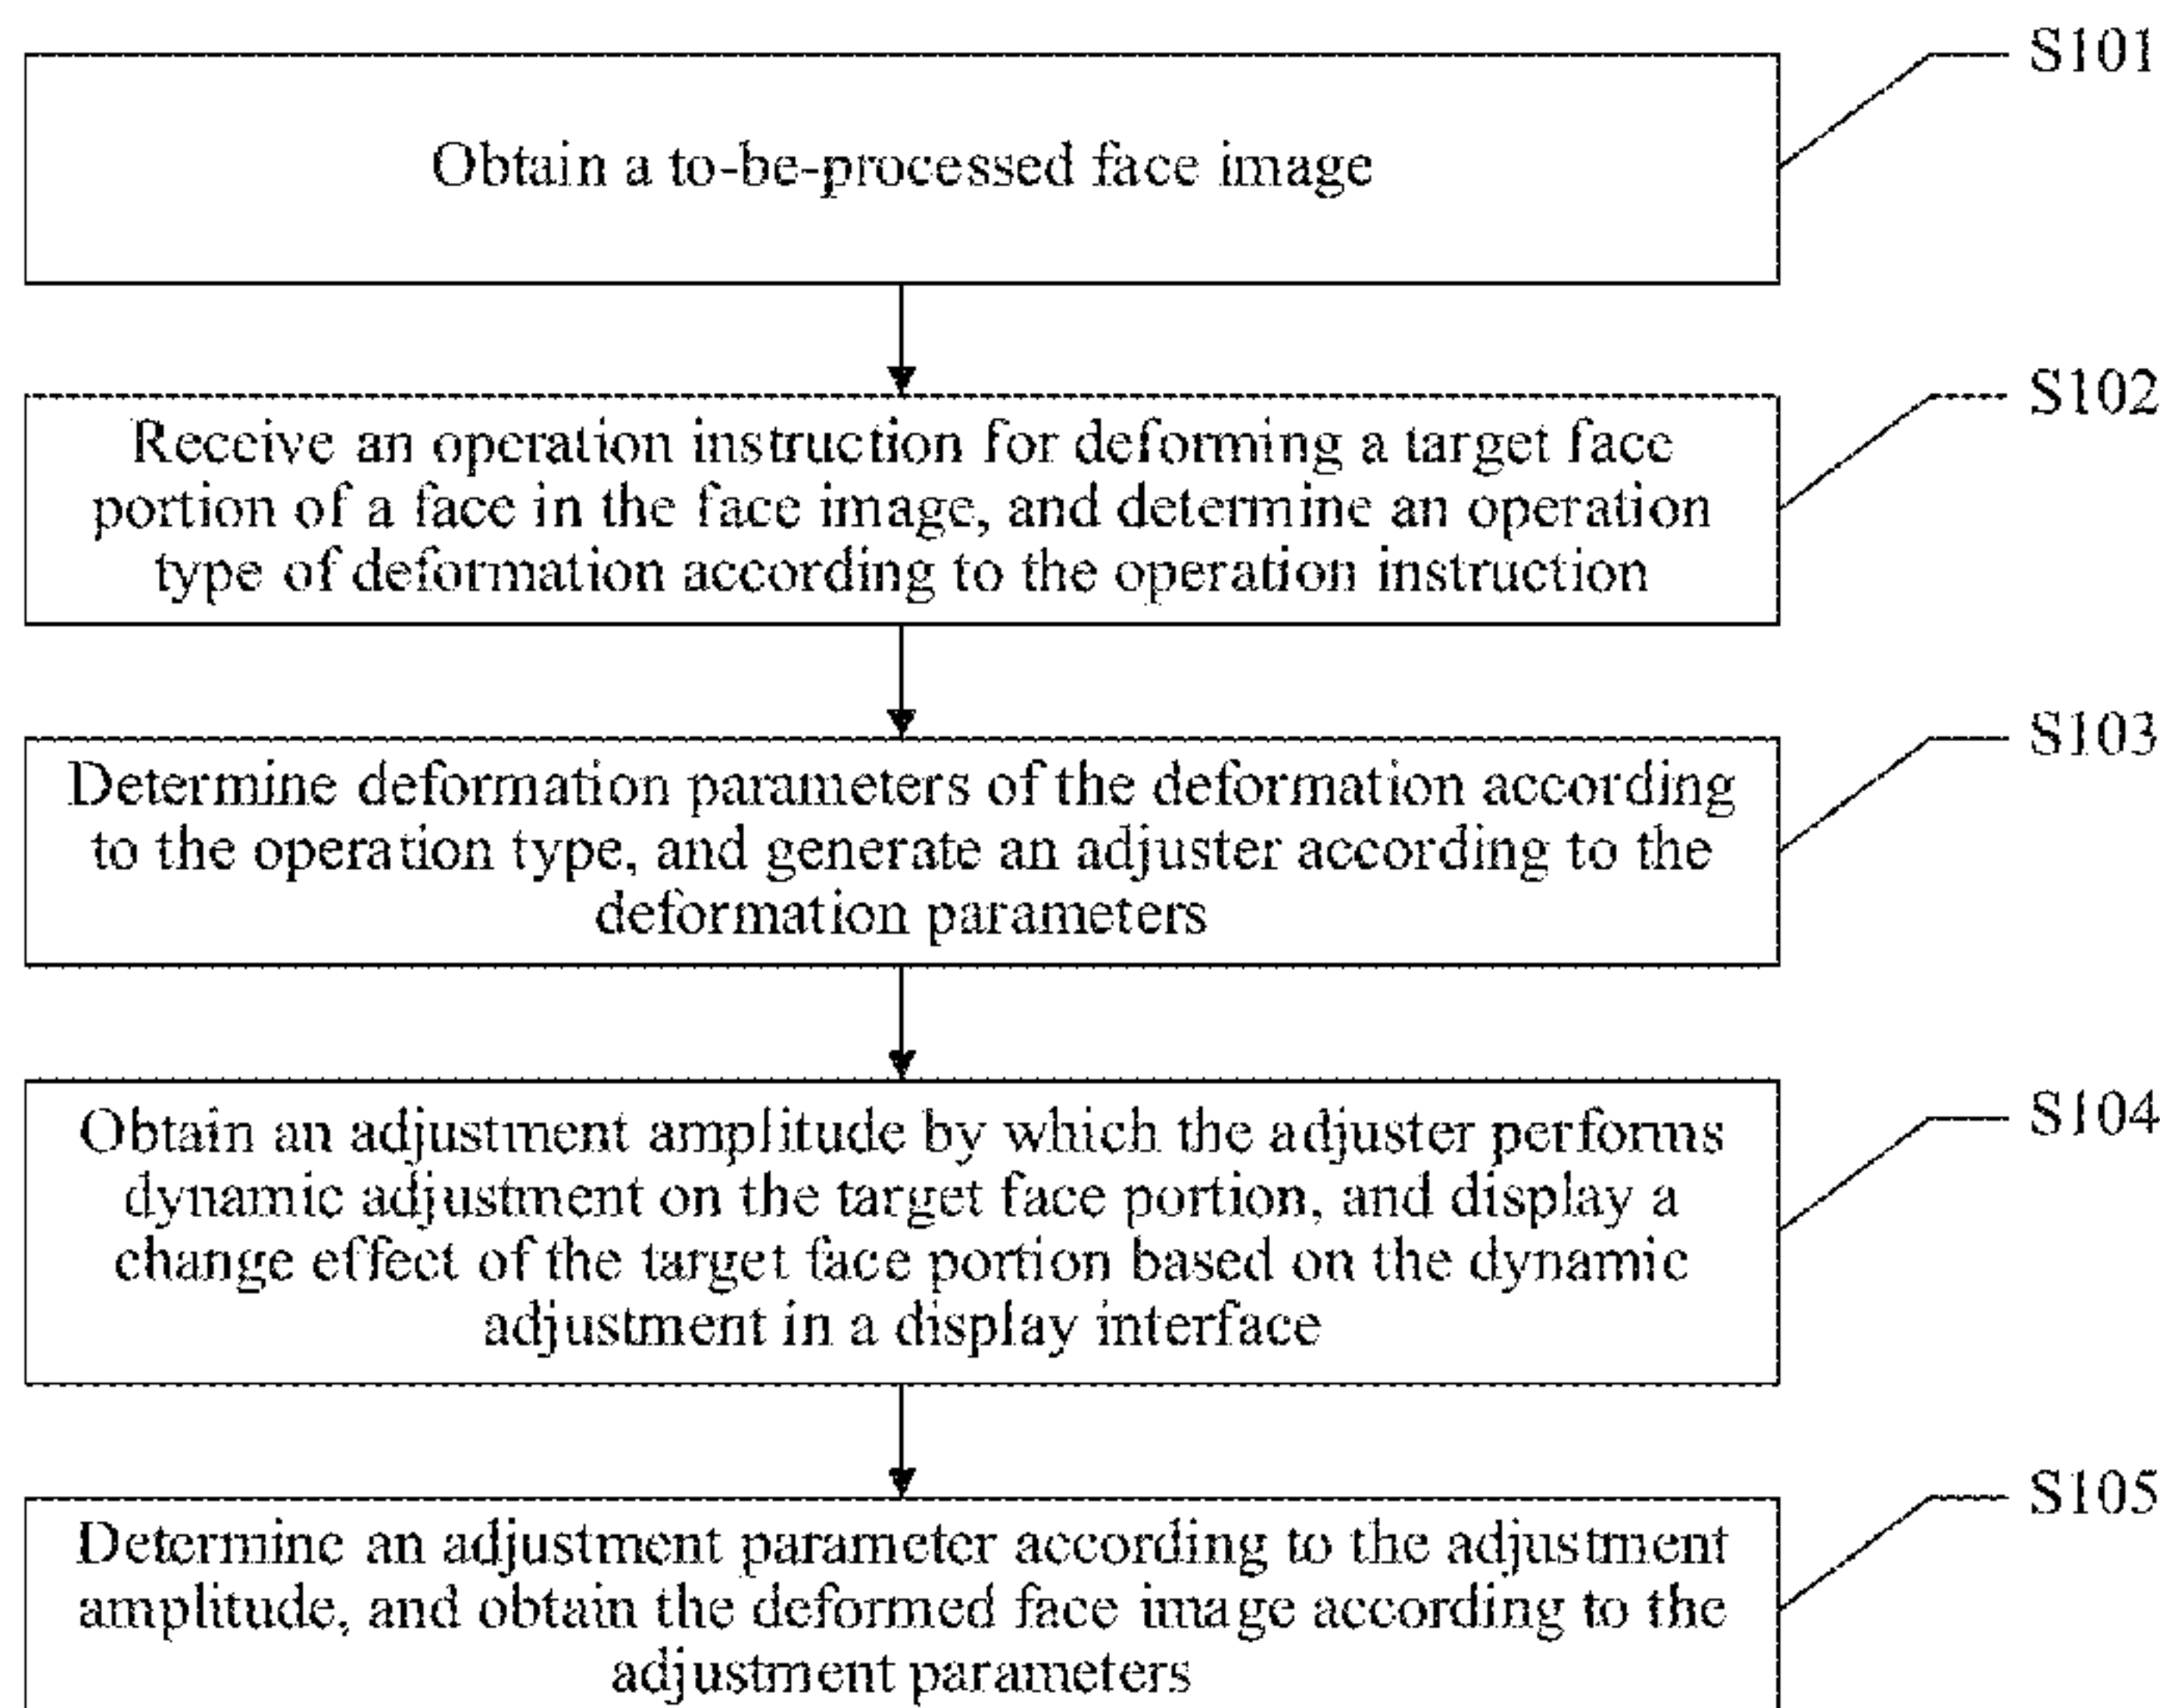 S101
Obtain a to-be-processed face image
S102
Receive an operation instruction for deforming a target face
portion of a face in the face image, and determine an operation
type of deformation according to the operation instruction
S103
Determine deformation parameters of the deformation according
to the operation type, and generate an adjuster according to the
deformation parameters
S104
Obtain an adjustment amplitude by which the adjuster performs
dynamic adjustment on the target face portion, and display a
change effect of the target face portion based on the dynamic
adjustment in a display interface
S105
Determine an adjustment parameter according to the adjustment
amplitude, and obtain the deformed face image according to the
adjustment parameters